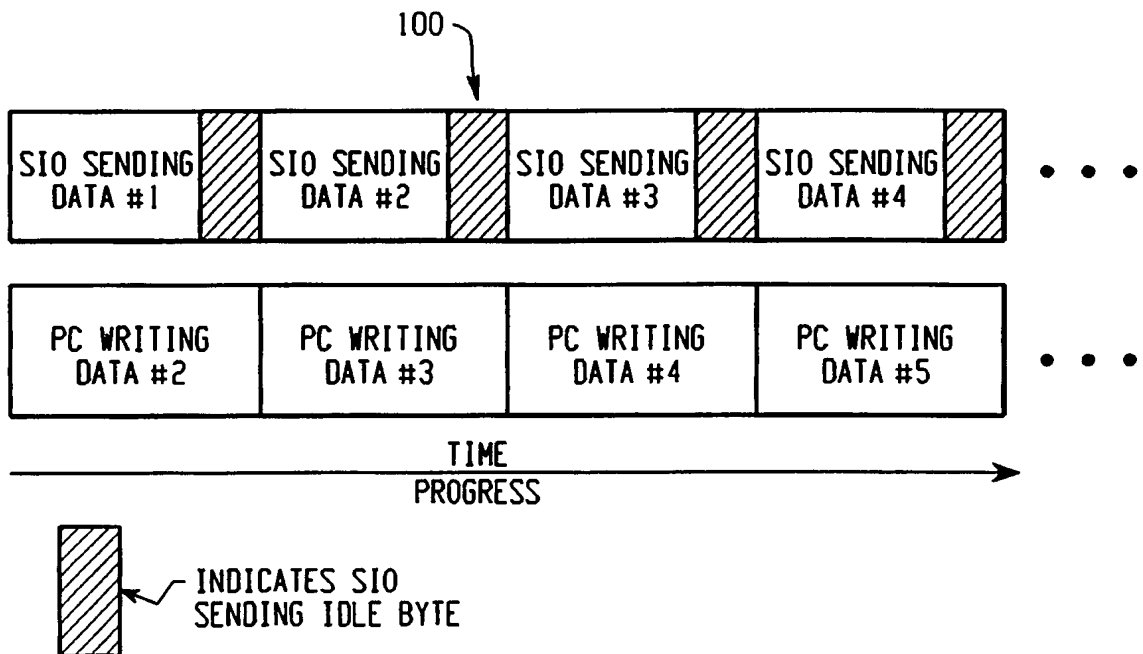 100
SIO SENDING
DATA #1
SIO SENDING
DATA #2
SIO SENDING
DATA #3
SIO SENDING
DATA #4
PC WRITING
DATA #2
PC WRITING
DATA #3
PC WRITING
DATA #4
PC WRITING
DATA #5
TIME
PROGRESS
INDICATES SIO
SENDING IDLE BYTE